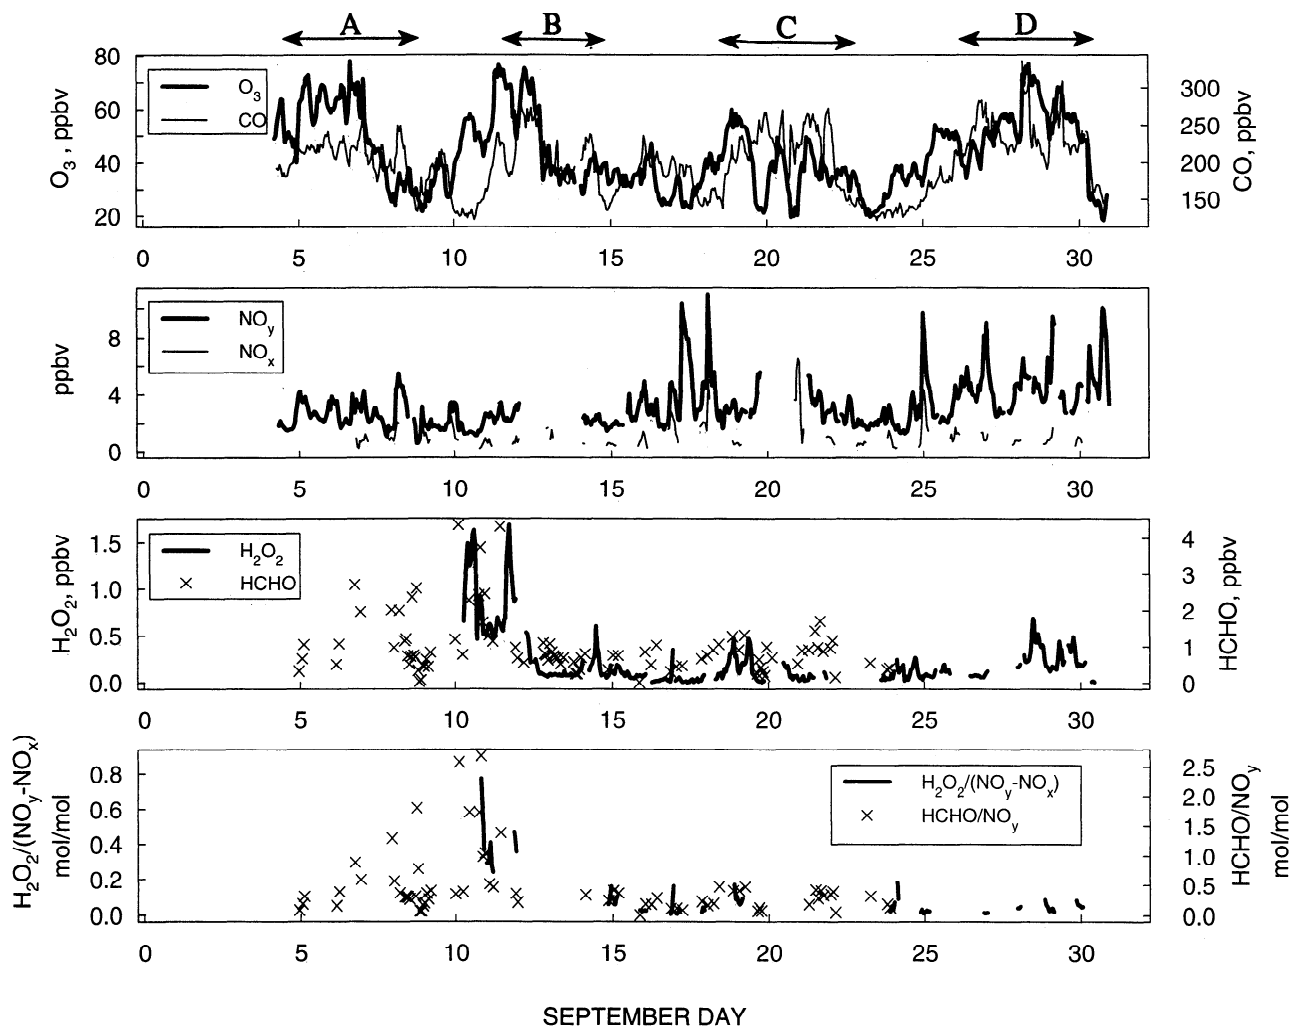 A B C D
80
60
40
20
O3, ppbv
O3
CO
300
250
200
150
CO, ppbv
0 5 10 15 20 25 30
8
4
0
ppbv
NOy
NOx
0 5 10 15 20 25 30
1.5
1.0
0.5
0.0
H2O2, ppbv
H2O2
HCHO
4
3
2
1
0
HCHO, ppbv
0 5 10 15 20 25 30
0.8
0.6
0.4
0.2
0.0
H2O2/(NOy-NOx)
mol/mol
H2O2/(NOy-NOx)
HCHO/NOy
2.5
2.0
1.5
1.0
0.5
0.0
HCHO/NOy
mol/mol
0 5 10 15 20 25 30
SEPTEMBER DAY